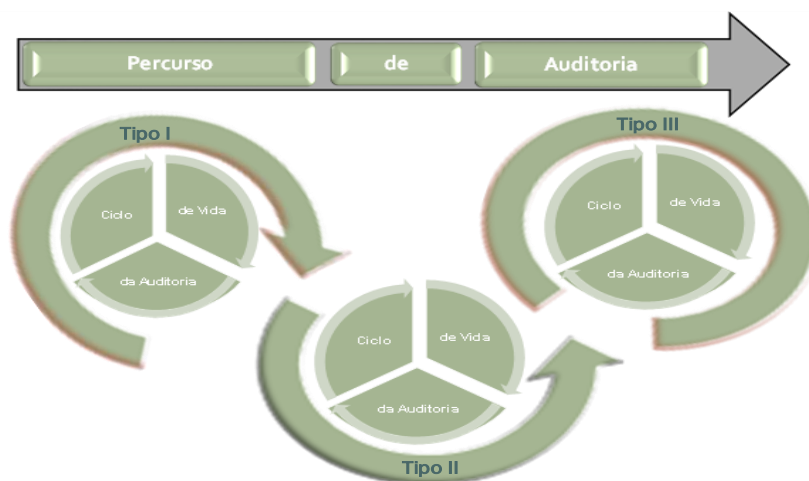 Percurso de Auditoria
Tipo I
Ciclo
de Vida
da Auditoria
Tipo II
Ciclo
de Vida
da Auditoria
Tipo III
Ciclo
de Vida
da Auditoria